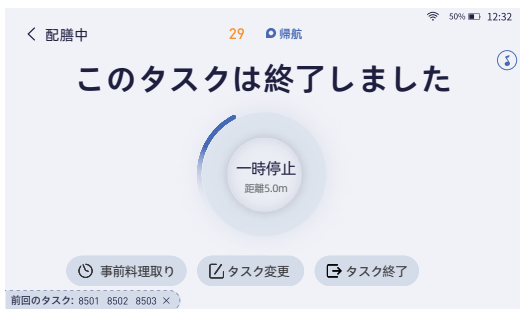 50% 12:32
配膳中 29 帰航
このタスクは終了しました
一時停止
距離5.0m
事前料理取り タスク変更 タスク終了
前回のタスク: 8501 8502 8503 ×